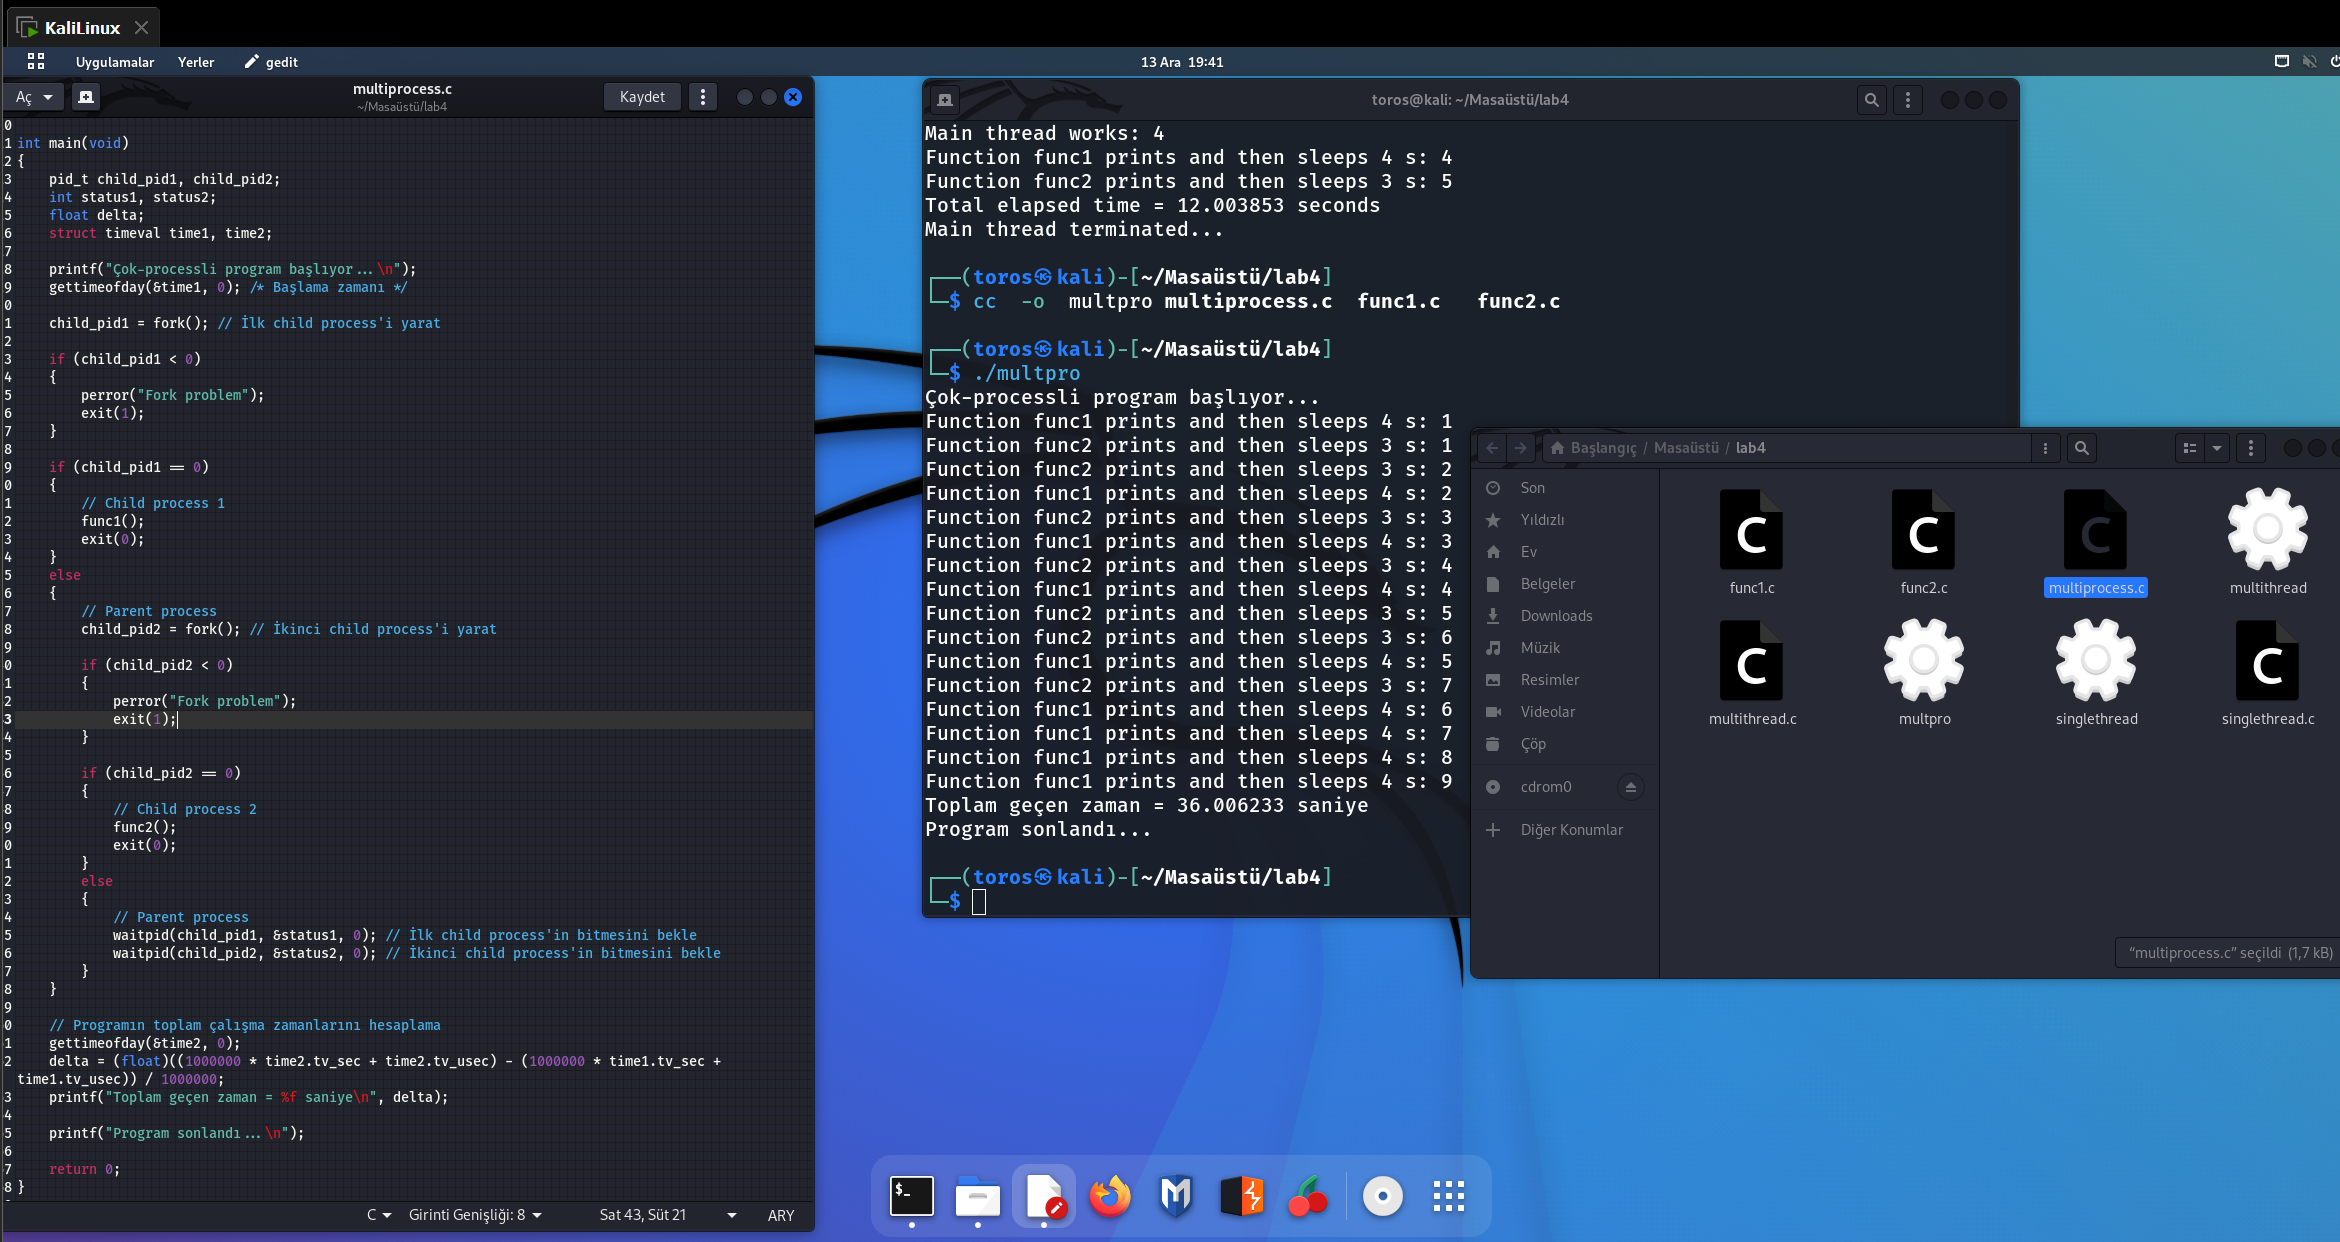 KaliLinux
Uygulamalar Yerler gedit
13 Ara 19:41
Aç
multiprocess.c
~/Masaüstü/lab4
Kaydet
0
1 int main(void)
2 {
3     pid_t child_pid1, child_pid2;
4     int status1, status2;
5     float delta;
6     struct timeval time1, time2;
7
8     printf("Çok-processli program başlıyor...\n");
9     gettimeofday(&time1, 0); /* Başlama zamanı */
0
1     child_pid1 = fork(); // İlk child process'i yarat
2
3     if (child_pid1 < 0)
4     {
5         perror("Fork problem");
6         exit(1);
7     }
8
9     if (child_pid1 == 0)
0     {
1         // Child process 1
2         func1();
3         exit(0);
4     }
5     else
6     {
7         // Parent process
8         child_pid2 = fork(); // İkinci child process'i yarat
9
0         if (child_pid2 < 0)
1         {
2             perror("Fork problem");
3             exit(1);
4         }
5
6         if (child_pid2 == 0)
7         {
8             // Child process 2
9             func2();
0             exit(0);
1         }
2         else
3         {
4             // Parent process
5             waitpid(child_pid1, &status1, 0); // İlk child process'in bitmesini bekle
6             waitpid(child_pid2, &status2, 0); // İkinci child process'in bitmesini bekle
7         }
8     }
9
0     // Programın toplam çalışma zamanlarını hesaplama
1     gettimeofday(&time2, 0);
2     delta = (float)((1000000 * time2.tv_sec + time2.tv_usec) - (1000000 * time1.tv_sec +
time1.tv_usec)) / 1000000;
3     printf("Toplam geçen zaman = %f saniye\n", delta);
4
5     printf("Program sonlandı...\n");
6
7     return 0;
8 }
C Girinti Genişliği: 8 Sat 43, Süt 21 ARY
toros@kali: ~/Masaüstü/lab4
Main thread works: 4
Function func1 prints and then sleeps 4 s: 4
Function func2 prints and then sleeps 3 s: 5
Total elapsed time = 12.003853 seconds
Main thread terminated...
(toros㉿kali)-[~/Masaüstü/lab4]
$ cc -o multpro multiprocess.c func1.c func2.c
(toros㉿kali)-[~/Masaüstü/lab4]
$ ./multpro
Çok-processli program başlıyor...
Function func1 prints and then sleeps 4 s: 1
Function func2 prints and then sleeps 3 s: 1
Function func2 prints and then sleeps 3 s: 2
Function func1 prints and then sleeps 4 s: 2
Function func2 prints and then sleeps 3 s: 3
Function func1 prints and then sleeps 4 s: 3
Function func2 prints and then sleeps 3 s: 4
Function func1 prints and then sleeps 4 s: 4
Function func2 prints and then sleeps 3 s: 5
Function func2 prints and then sleeps 3 s: 6
Function func1 prints and then sleeps 4 s: 5
Function func2 prints and then sleeps 3 s: 7
Function func1 prints and then sleeps 4 s: 6
Function func1 prints and then sleeps 4 s: 7
Function func1 prints and then sleeps 4 s: 8
Function func1 prints and then sleeps 4 s: 9
Toplam geçen zaman = 36.006233 saniye
Program sonlandı...
(toros㉿kali)-[~/Masaüstü/lab4]
$
Başlangıç / Masaüstü / lab4
Son
Yıldızlı
Ev
Belgeler
Downloads
Müzik
Resimler
Videolar
Çöp
cdrom0
Diğer Konumlar
C C C
func1.c func2.c multiprocess.c multithread
C C
multithread.c multpro singlethread singlethread.c
“multiprocess.c” seçildi (1,7 kB)
$_